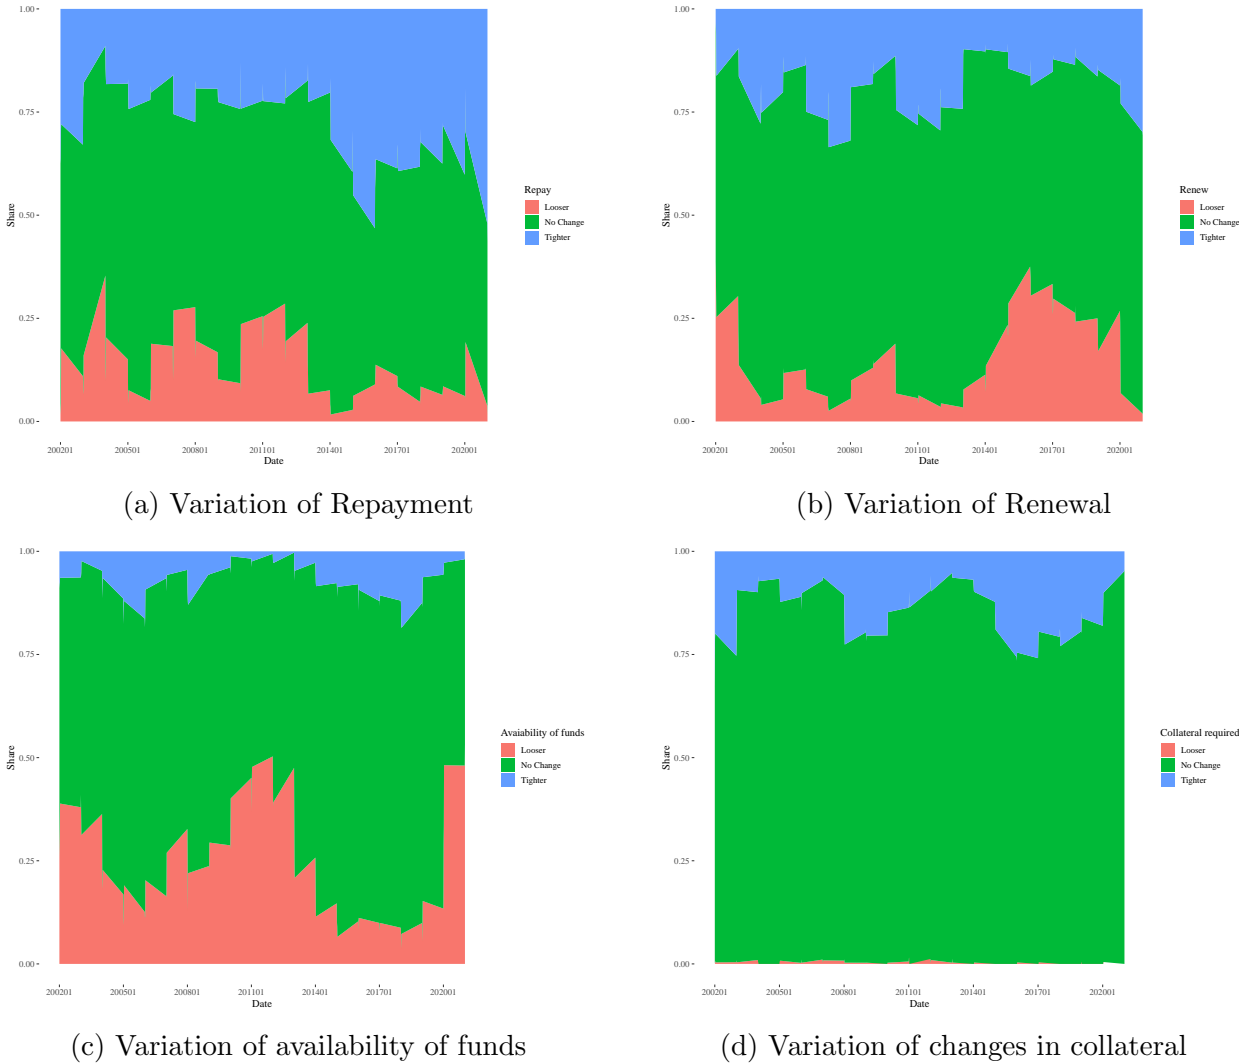 1.00
0.75
0.50
0.25
0.00
Share
200201 200501 200801 201101 201401 201701 202001
Date
Repay
Looser
No Change
Tighter
(a) Variation of Repayment
1.00
0.75
0.50
0.25
0.00
Share
200201 200501 200801 201101 201401 201701 202001
Date
Renew
Looser
No Change
Tighter
(b) Variation of Renewal
1.00
0.75
0.50
0.25
0.00
Share
200201 200501 200801 201101 201401 201701 202001
Date
Avaiability of funds
Looser
No Change
Tighter
(c) Variation of availability of funds
1.00
0.75
0.50
0.25
0.00
Share
200201 200501 200801 201101 201401 201701 202001
Date
Collateral required
Looser
No Change
Tighter
(d) Variation of changes in collateral